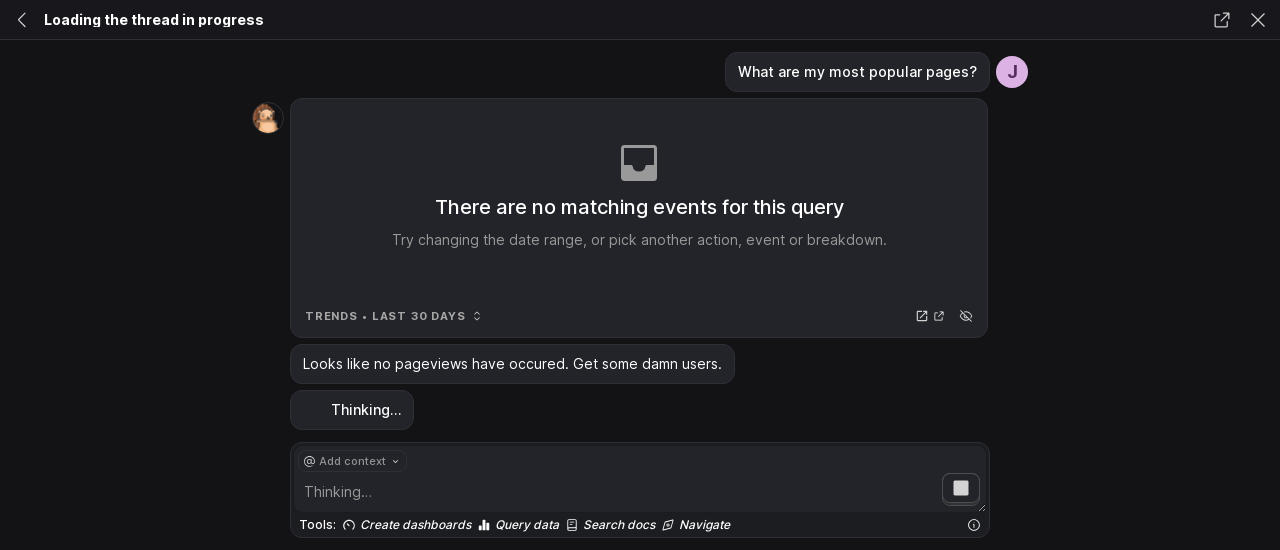 Loading the thread in progress
What are my most popular pages?
J
There are no matching events for this query
Try changing the date range, or pick another action, event or breakdown.
TRENDS • LAST 30 DAYS
Looks like no pageviews have occured. Get some damn users.
Thinking...
@ Add context
Thinking...
Tools: Create dashboards Query data Search docs Navigate